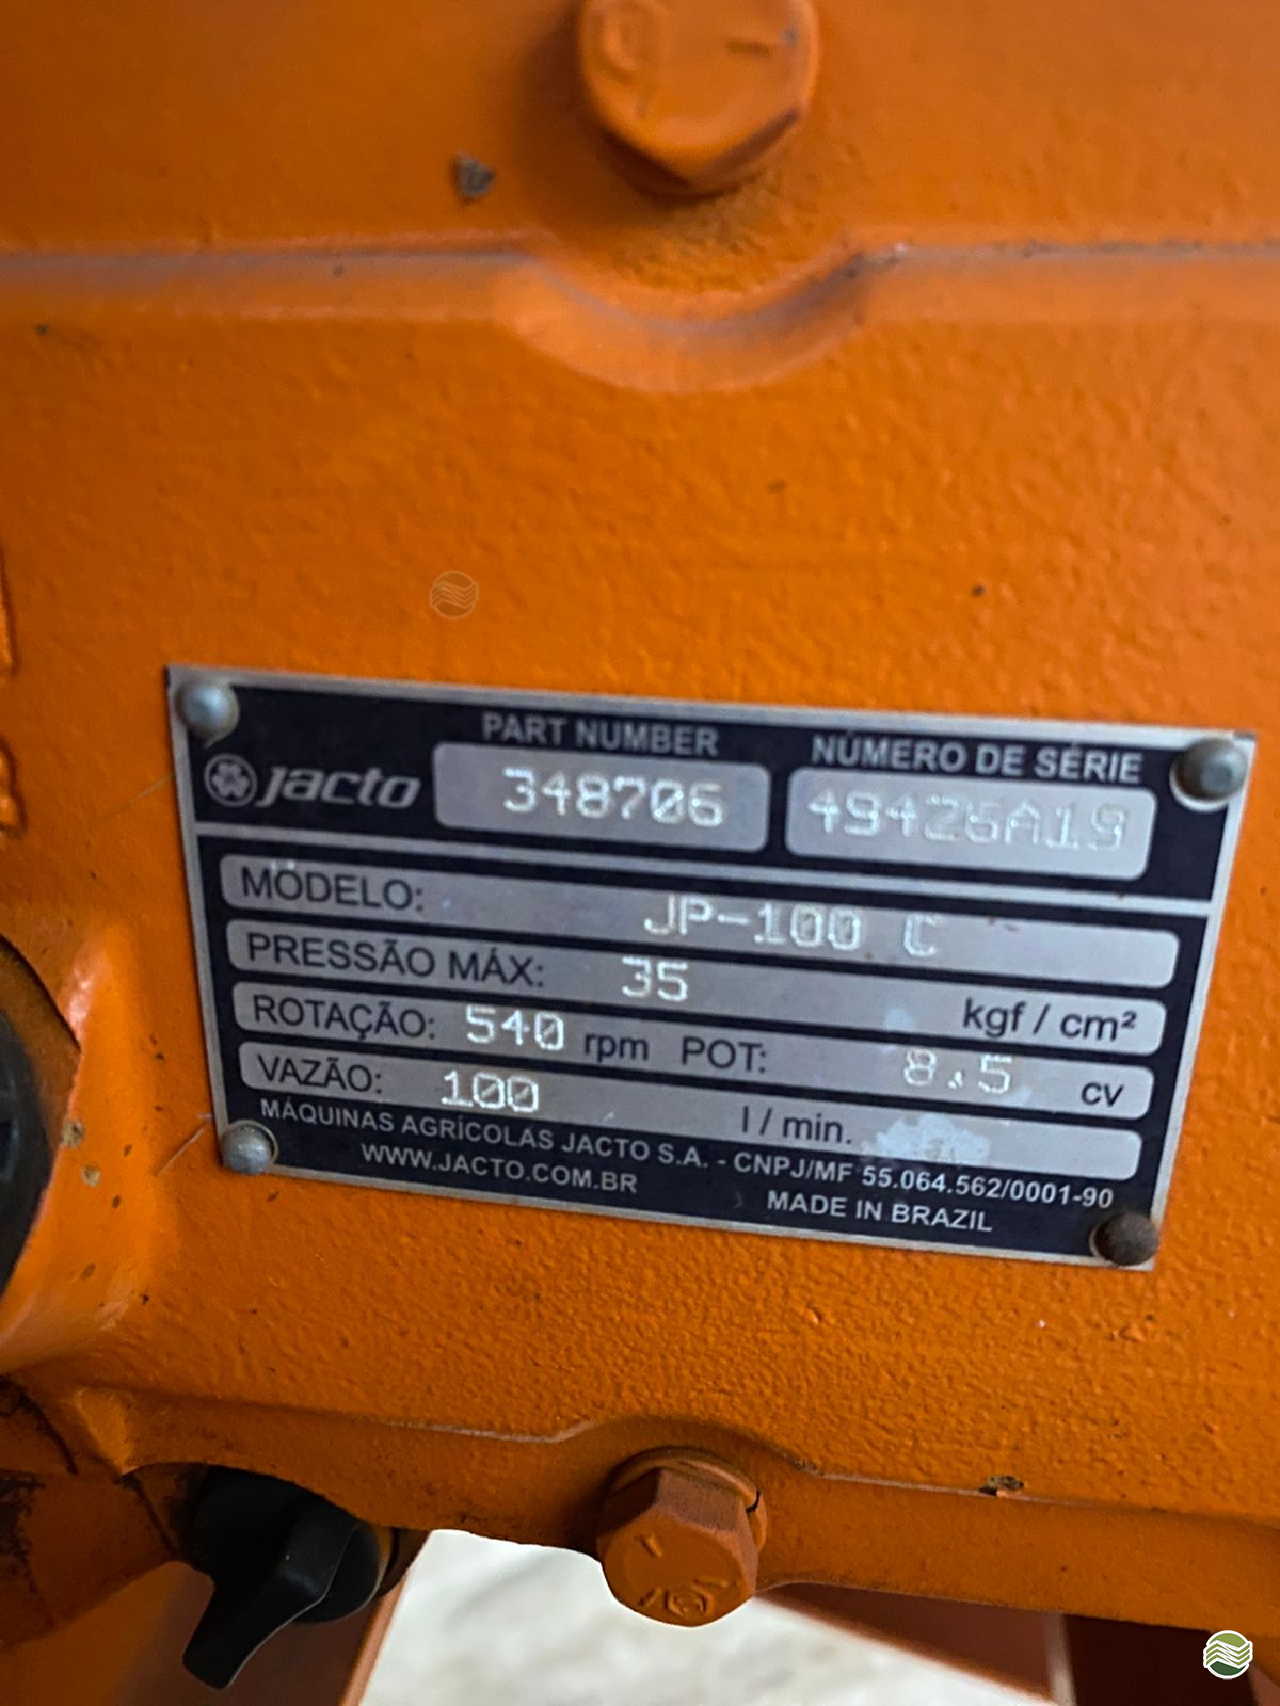 PART NUMBER NÚMERO DE SÉRIE
Jacto 348706 49426A19
MODELO: JP-100 C
PRESSÃO MÁX: 35 kgf / cm²
ROTAÇÃO: 540 rpm POT: 8.5 cv
VAZÃO: 100 l / min.
MÁQUINAS AGRÍCOLAS JACTO S.A. - CNPJ/MF 55.064.562/0001-90
WWW.JACTO.COM.BR MADE IN BRAZIL